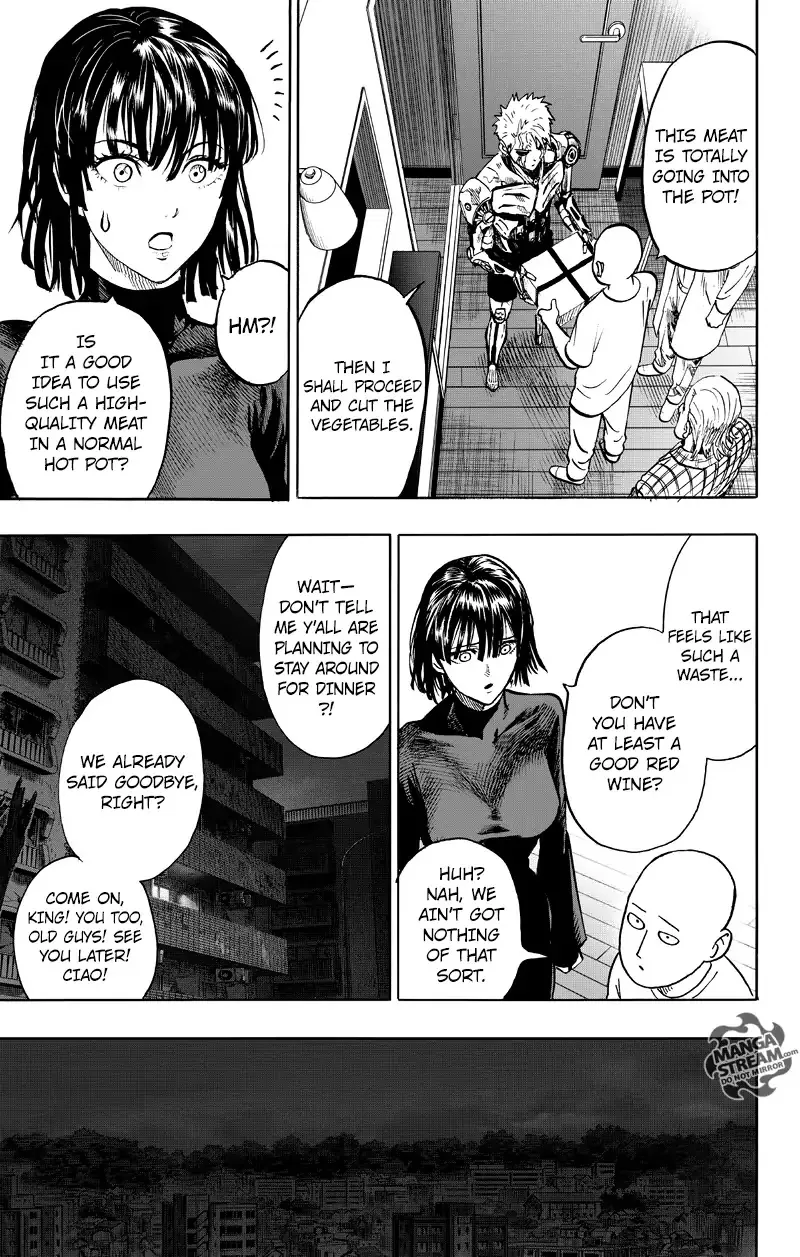 THIS MEAT
IS TOTALLY
GOING INTO
THE POT!
THEN I
SHALL PROCEED
AND CUT THE
VEGETABLES.
HM?!
IS
IT A GOOD
IDEA TO USE
SUCH A HIGH-
QUALITY MEAT
IN A NORMAL
HOT POT?
THAT
FEELS LIKE
SUCH A
WASTE...
DON'T
YOU HAVE
AT LEAST A
GOOD RED
WINE?
HUH?
NAH, WE
AIN'T GOT
NOTHING
OF THAT
SORT.
WAIT—
DON'T TELL
ME Y'ALL ARE
PLANNING TO
STAY AROUND
FOR DINNER
?!
WE ALREADY
SAID GOODBYE,
RIGHT?
COME ON,
KING! YOU TOO,
OLD GUYS! SEE
YOU LATER!
CIAO!
MANGA
STREAM.com
DO NOT MIRROR